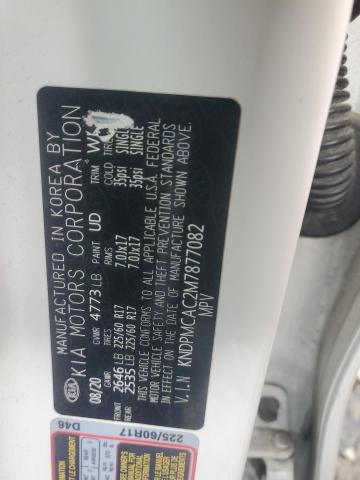 MANUFACTURED IN KOREA BY
KIA MOTORS CORPORATION
KIA
08/20 GVWR 4773 LB PAINT UD TRIM
GAWR TIRES RIMS COLD TIRE
FRONT 2646 LB 225/60 R17 7.0JX17 35psi SINGLE
REAR 2535 LB 225/60 R17 7.0JX17 35psi SINGLE
THIS VEHICLE CONFORMS TO ALL APPLICABLE U.S.A. FEDERAL
MOTOR VEHICLE SAFETY & THEFT PREVENTION STANDARDS
IN EFFECT ON THE DATE OF MANUFACTURE SHOWN ABOVE.
V.I.N KNDPMCAC2M7877082
MPV
D46
225/60R17